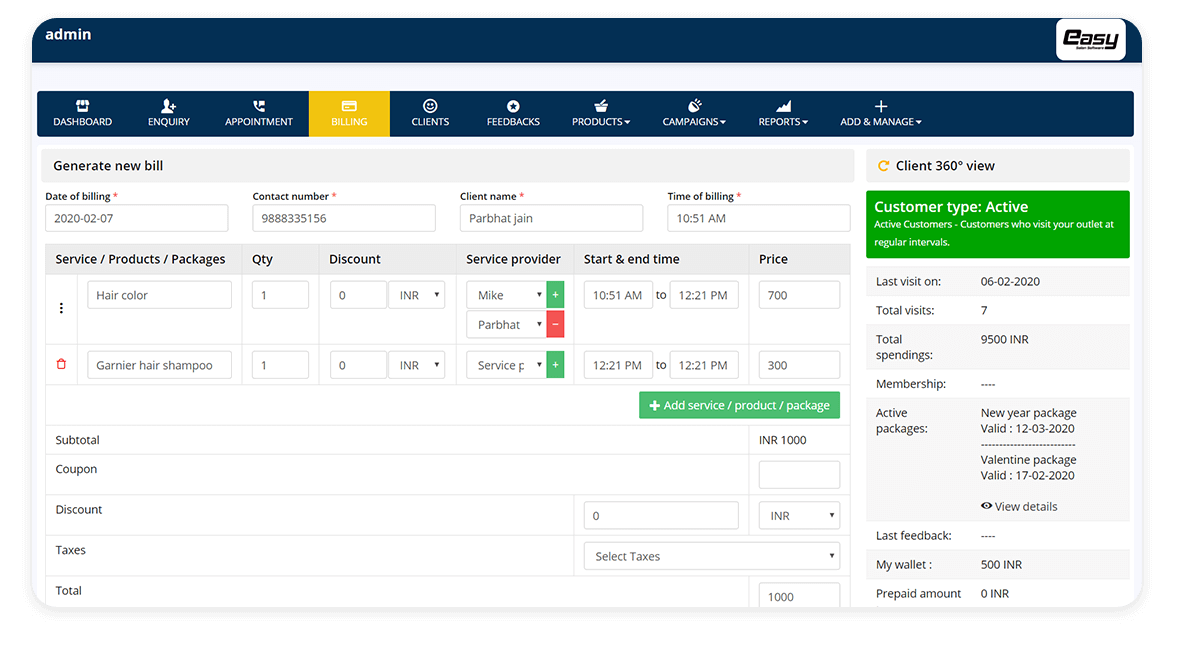 admin
easy
Salon Software
DASHBOARD
ENQUIRY
APPOINTMENT
BILLING
CLIENTS
FEEDBACKS
PRODUCTS
CAMPAIGNS
REPORTS
ADD & MANAGE
Generate new bill
Date of billing *
Contact number *
Client name *
Time of billing *
2020-02-07
9888335156
Parbhat jain
10:51 AM
Service / Products / Packages
Qty
Discount
Service provider
Start & end time
Price
Hair color
1
0
INR
Mike
+
10:51 AM to 12:21 PM
700
Parbhat
−
Garnier hair shampoo
1
0
INR
Service p
+
12:21 PM to 12:21 PM
300
Add service / product / package
Subtotal
INR 1000
Coupon
Discount
0
INR
Taxes
Select Taxes
Total
1000
Client 360° view
Customer type: Active
Active Customers - Customers who visit your outlet at
regular intervals.
Last visit on: 06-02-2020
Total visits: 7
Total
spendings:
9500 INR
Membership: ----
Active
packages:
New year package
Valid : 12-03-2020
--------------------------
Valentine package
Valid : 17-02-2020
View details
Last feedback: ----
My wallet : 500 INR
Prepaid amount 0 INR